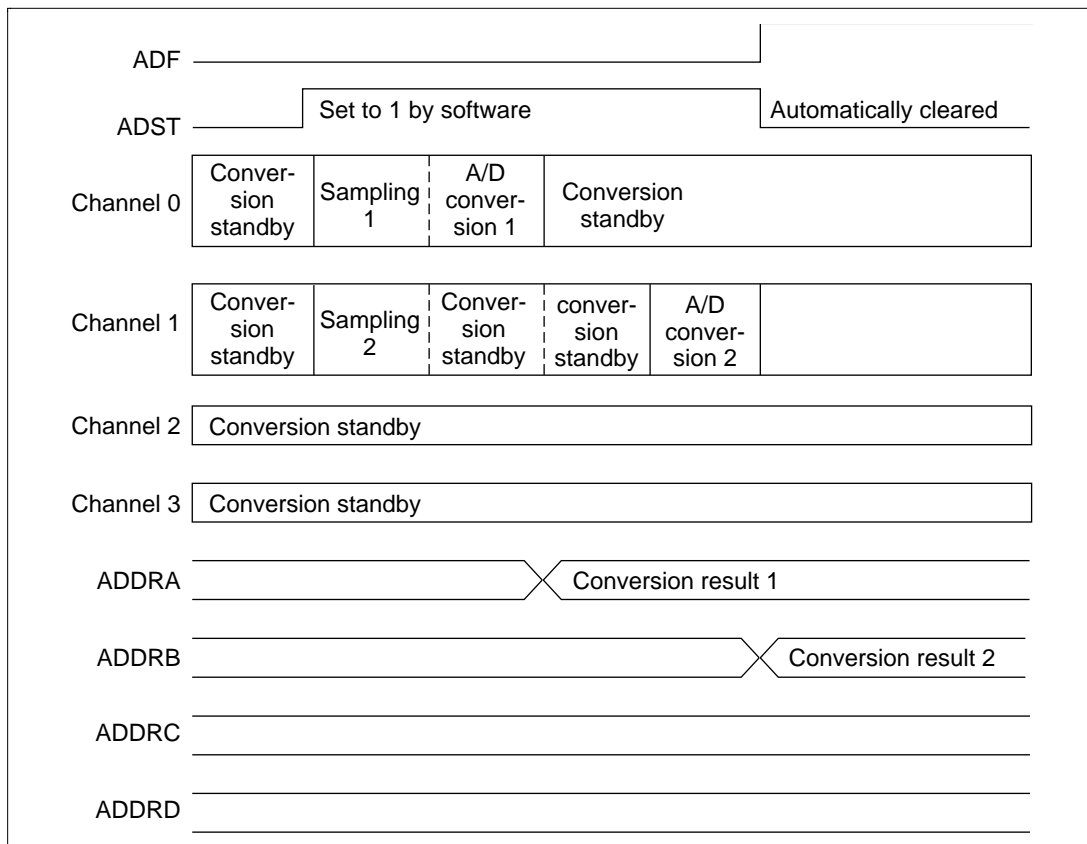 ADF
ADST
Set to 1 by software
Automatically cleared
Channel 0
Conver-
sion
standby
Sampling
1
A/D
conver-
sion 1
Conversion
standby
Channel 1
Conver-
sion
standby
Sampling
2
Conver-
sion
standby
conver-
sion
standby
A/D
conver-
sion 2
Channel 2
Conversion standby
Channel 3
Conversion standby
ADDRA
Conversion result 1
ADDRB
Conversion result 2
ADDRC
ADDRD